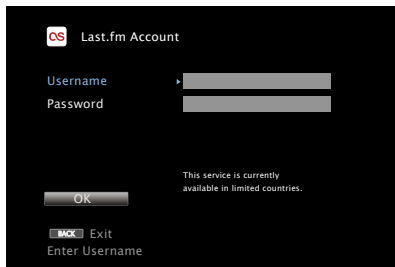 Last.fm Account
Username
Password
This service is currently
available in limited countries.
OK
BACK Exit
Enter Username